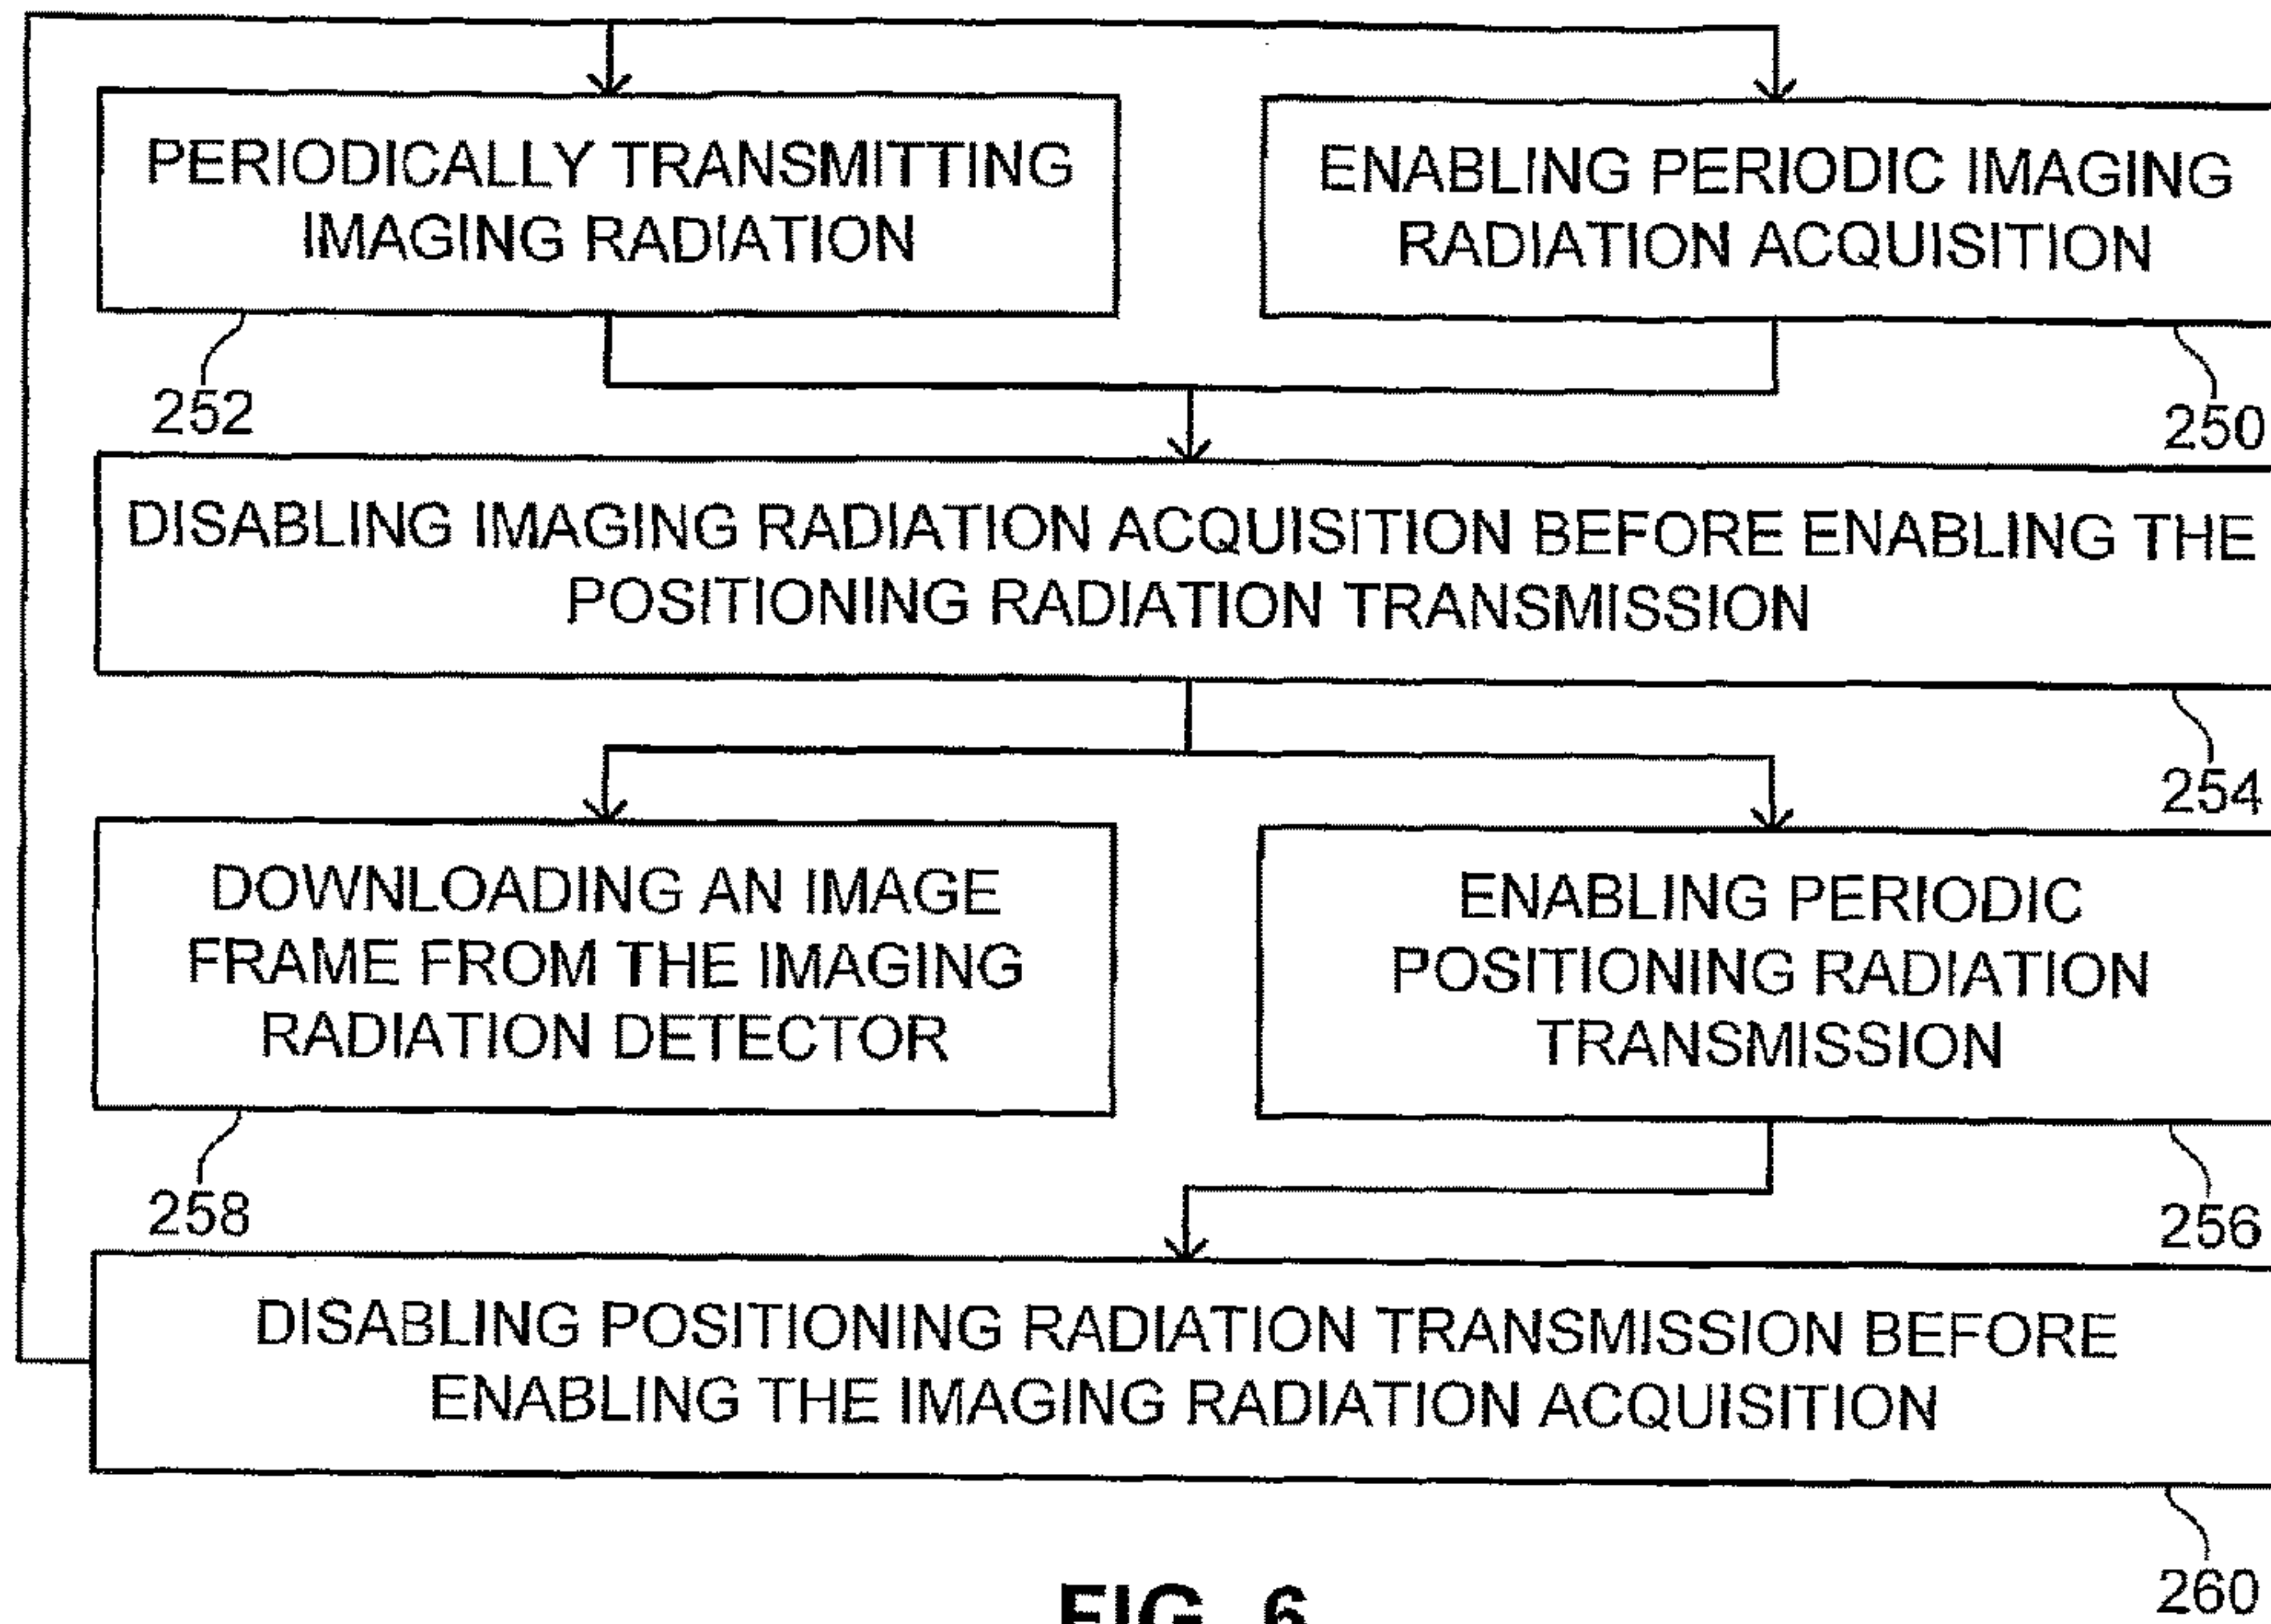 PERIODICALLY TRANSMITTING
IMAGING RADIATION
252
ENABLING PERIODIC IMAGING
RADIATION ACQUISITION
250
DISABLING IMAGING RADIATION ACQUISITION BEFORE ENABLING THE
POSITIONING RADIATION TRANSMISSION
254
DOWNLOADING AN IMAGE
FRAME FROM THE IMAGING
RADIATION DETECTOR
258
ENABLING PERIODIC
POSITIONING RADIATION
TRANSMISSION
256
DISABLING POSITIONING RADIATION TRANSMISSION BEFORE
ENABLING THE IMAGING RADIATION ACQUISITION
260
FIG. 6